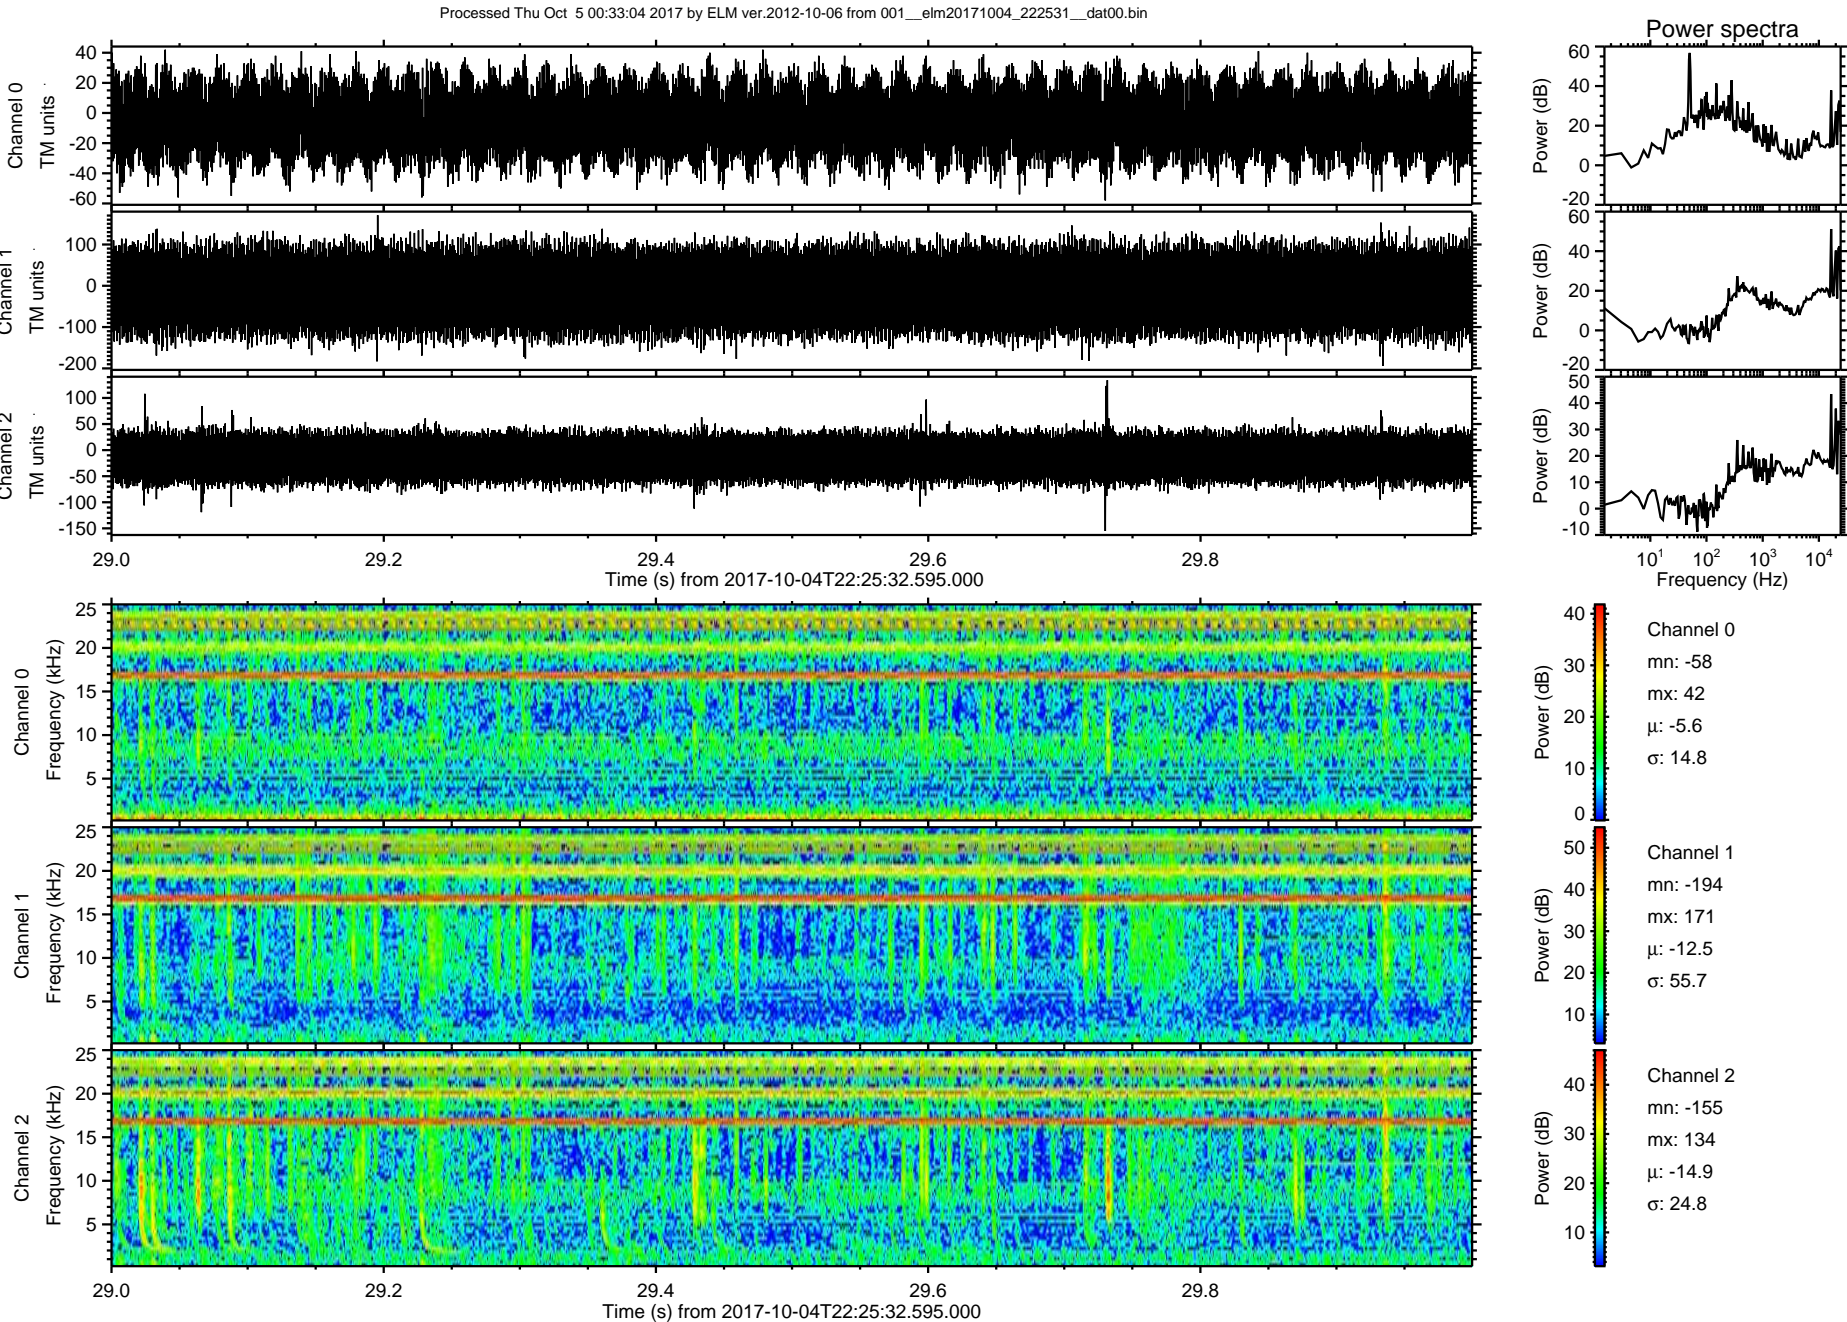 Processed Thu Oct  5 00:33:04 2017 by ELM ver.2012-10-06 from 001__elm20171004_222531__dat00.bin
Power spectra
Channel 0
TM units
40
20
0
-20
-40
-60
Power (dB)
60
40
20
0
-20
Channel 1
TM units
100
0
-100
-200
Power (dB)
60
40
20
0
-20
Channel 2
TM units
100
50
0
-50
-100
-150
Power (dB)
50
40
30
20
10
0
-10
29.0 29.2 29.4 29.6 29.8
Time (s) from 2017-10-04T22:25:32.595.000
10¹ 10² 10³ 10⁴
Frequency (Hz)
Channel 0
Frequency (kHz)
25
20
15
10
5
Power (dB)
40
30
20
10
0
Channel 0
mn: -58
mx: 42
μ: -5.6
σ: 14.8
Channel 1
Frequency (kHz)
25
20
15
10
5
Power (dB)
50
40
30
20
10
Channel 1
mn: -194
mx: 171
μ: -12.5
σ: 55.7
Channel 2
Frequency (kHz)
25
20
15
10
5
Power (dB)
40
30
20
10
Channel 2
mn: -155
mx: 134
μ: -14.9
σ: 24.8
29.0 29.2 29.4 29.6 29.8
Time (s) from 2017-10-04T22:25:32.595.000